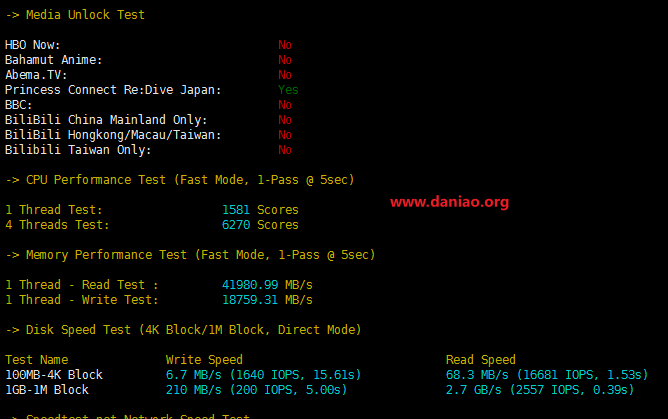 -> Media Unlock Test
HBO Now: No
Bahamut Anime: No
Abema.TV: No
Princess Connect Re:Dive Japan: Yes
BBC: No
BiliBili China Mainland Only: No
BiliBili Hongkong/Macau/Taiwan: No
Bilibili Taiwan Only: No
-> CPU Performance Test (Fast Mode, 1-Pass @ 5sec)
www.daniao.org
1 Thread Test: 1581 Scores
4 Threads Test: 6270 Scores
-> Memory Performance Test (Fast Mode, 1-Pass @ 5sec)
1 Thread - Read Test : 41980.99 MB/s
1 Thread - Write Test: 18759.31 MB/s
-> Disk Speed Test (4K Block/1M Block, Direct Mode)
Test Name Write Speed Read Speed
100MB-4K Block 6.7 MB/s (1640 IOPS, 15.61s) 68.3 MB/s (16681 IOPS, 1.53s)
1GB-1M Block 210 MB/s (200 IOPS, 5.00s) 2.7 GB/s (2557 IOPS, 0.39s)
-> Speedtest.net Network Speed Test